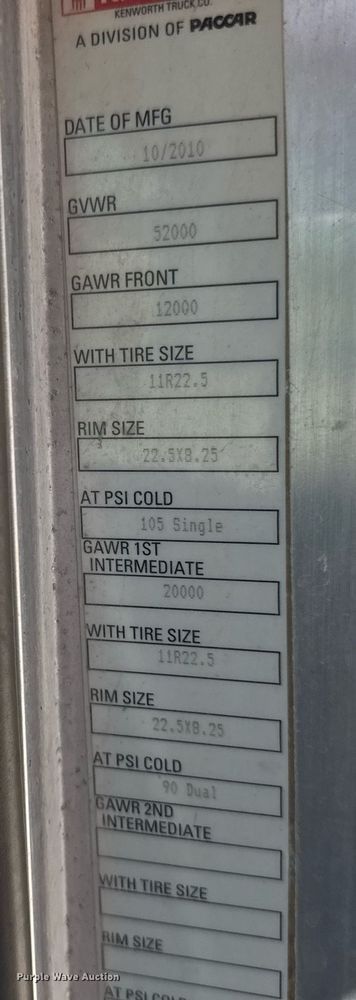 KENWORTH TRUCK CO.
A DIVISION OF PACCAR
DATE OF MFG
10/2010
GVWR
52000
GAWR FRONT
12000
WITH TIRE SIZE
11R22.5
RIM SIZE
22.5X8.25
AT PSI COLD
105 Single
GAWR 1ST
INTERMEDIATE
20000
WITH TIRE SIZE
11R22.5
RIM SIZE
22.5X8.25
AT PSI COLD
90 Dual
GAWR 2ND
INTERMEDIATE
WITH TIRE SIZE
RIM SIZE
Purple Wave Auction
AT PSI COLD